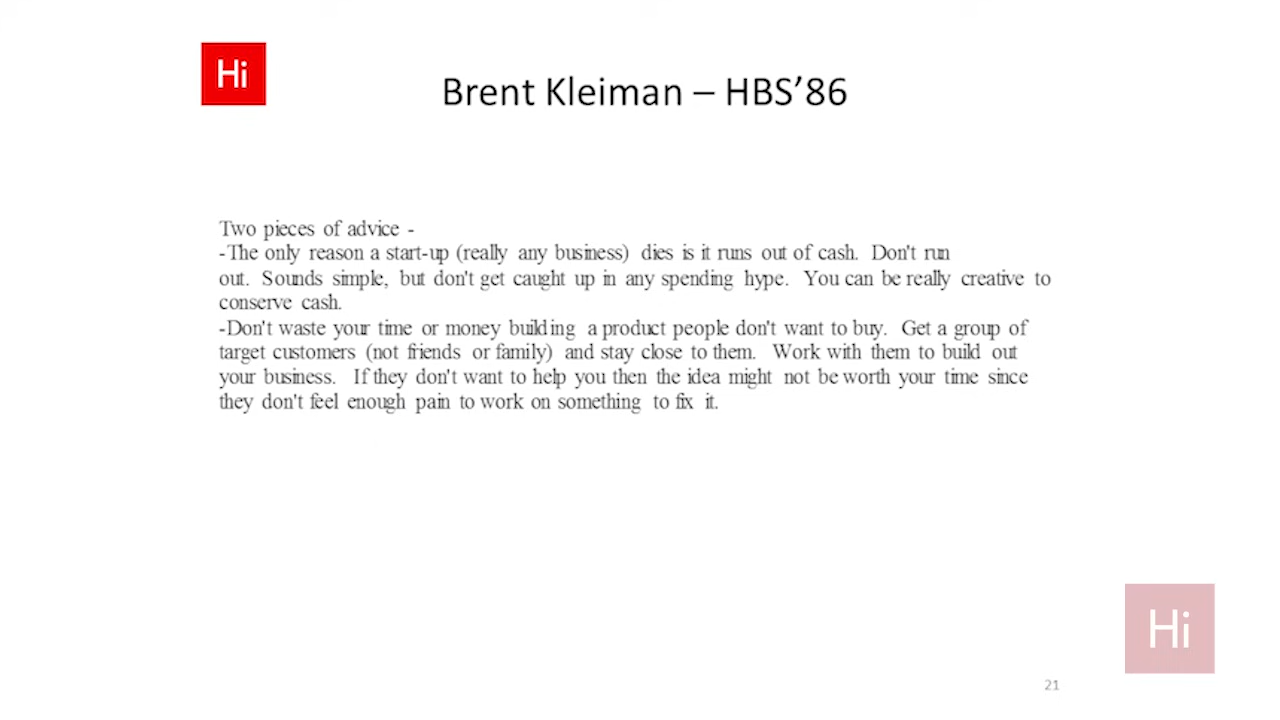 Hi
Brent Kleiman – HBS’86
Two pieces of advice -
-The only reason a start-up (really any business) dies is it runs out of cash. Don't run
out. Sounds simple, but don't get caught up in any spending hype. You can be really creative to
conserve cash.
-Don't waste your time or money building a product people don't want to buy. Get a group of
target customers (not friends or family) and stay close to them. Work with them to build out
your business. If they don't want to help you then the idea might not be worth your time since
they don't feel enough pain to work on something to fix it.
Hi
21